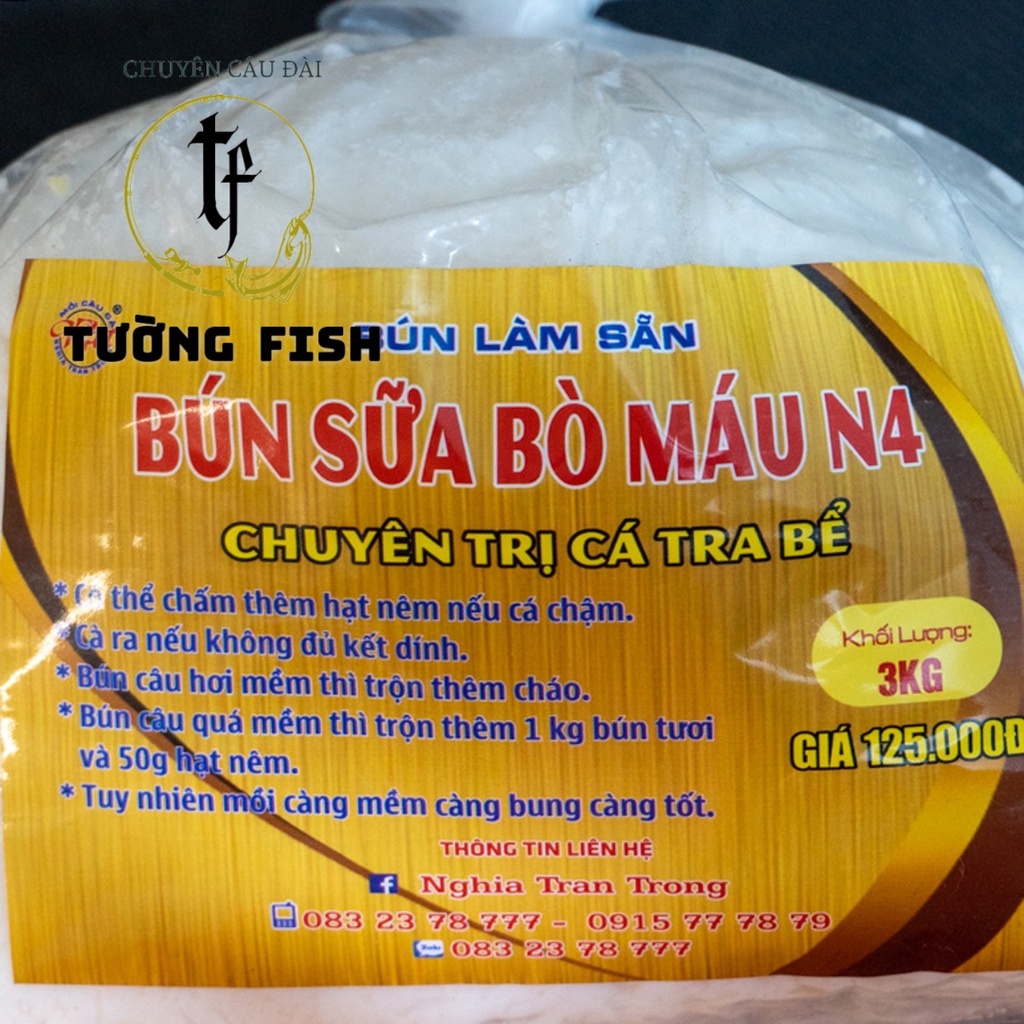 CHUYÊN CÂU ĐÀI
tf
TƯỜNG FISH
BÚN LÀM SẴN
BÚN SỮA BÒ MÁU N4
CHUYÊN TRỊ CÁ TRA BỂ
* Có thể chấm thêm hạt nêm nếu cá chậm.
* Cà ra nếu không đủ kết dính.
* Bún câu hơi mềm thì trộn thêm cháo.
* Bún câu quá mềm thì trộn thêm 1 kg bún tươi
và 50g hạt nêm.
* Tuy nhiên mồi càng mềm càng bung càng tốt.
Khối Lượng:
3KG
GIÁ 125.000Đ
THÔNG TIN LIÊN HỆ
Nghia Tran Trong
083 23 78 777 - 0915 77 78 79
Zalo 083 23 78 777